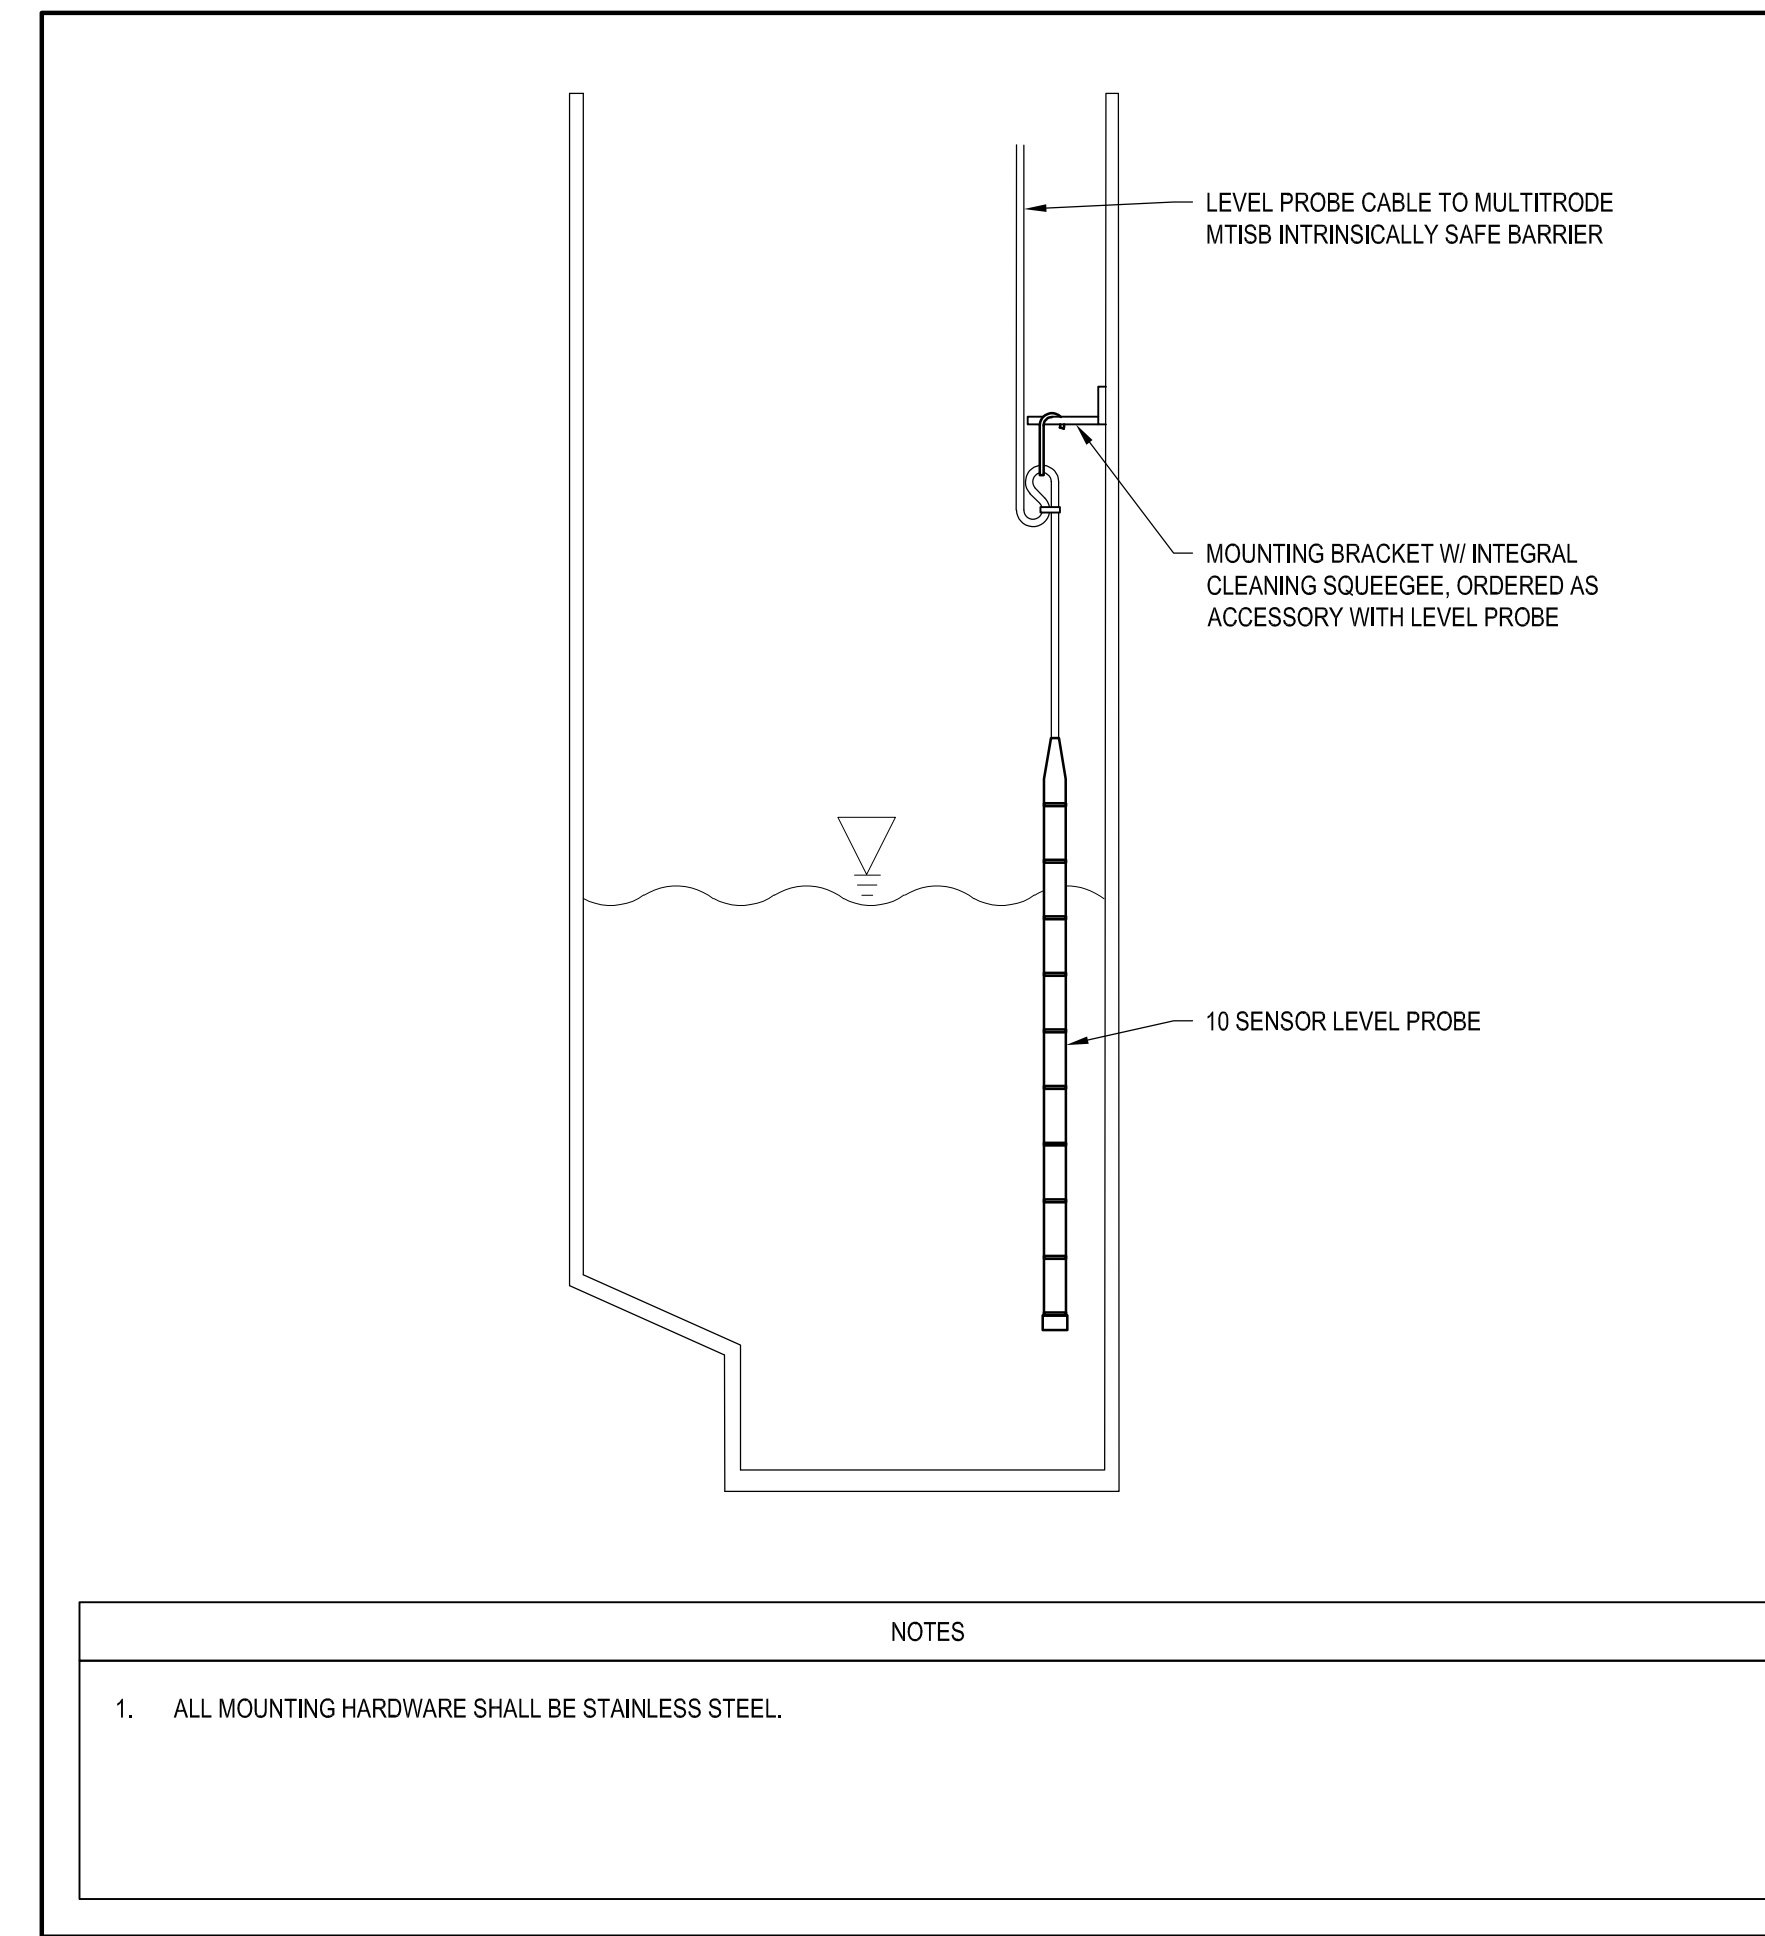 LEVEL PROBE CABLE TO MULTITRODE
MTISB INTRINSICALLY SAFE BARRIER
MOUNTING BRACKET W/ INTEGRAL
CLEANING SQUEEGEE, ORDERED AS
ACCESSORY WITH LEVEL PROBE
10 SENSOR LEVEL PROBE
NOTES
1. ALL MOUNTING HARDWARE SHALL BE STAINLESS STEEL.